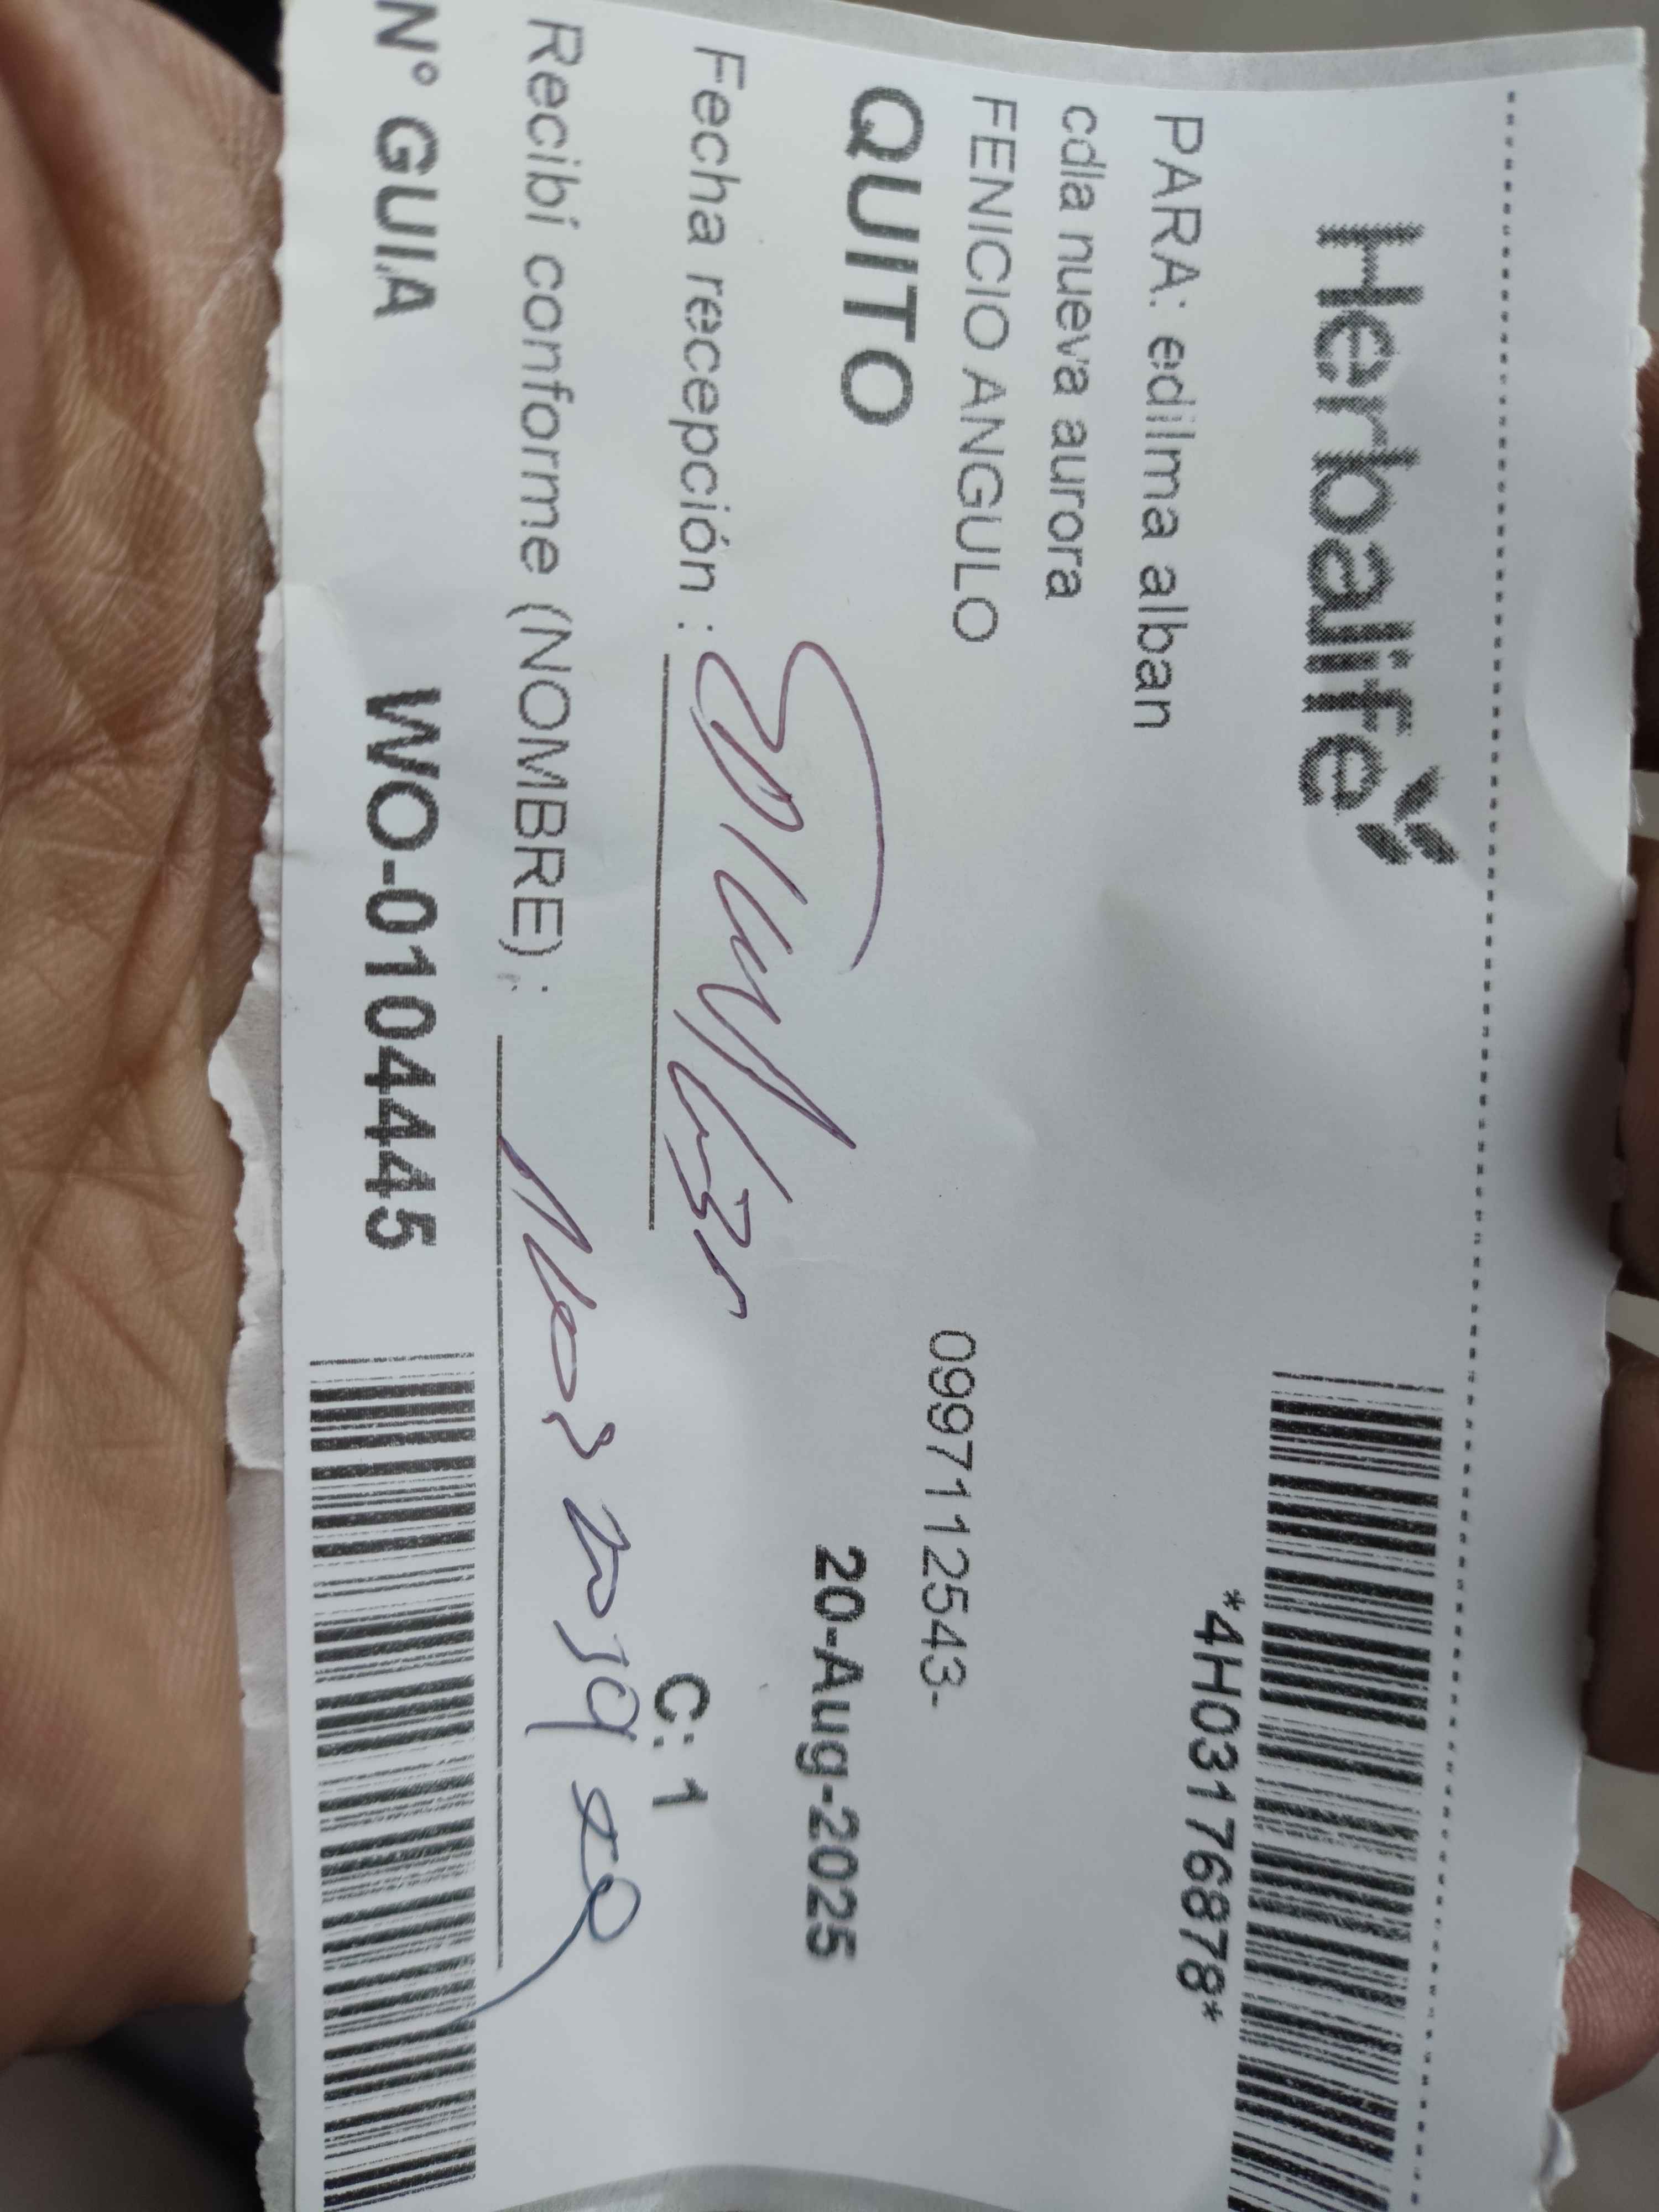 Herbalife
*4H03176878*
PARA: edilma alban
cdla nueva aurora
FENICIO ANGULO
0997112543-
QUITO
20-Aug-2025
Fecha recepción :
C: 1
Recibí conforme (NOMBRE) :
N° GUIA WO-0104445